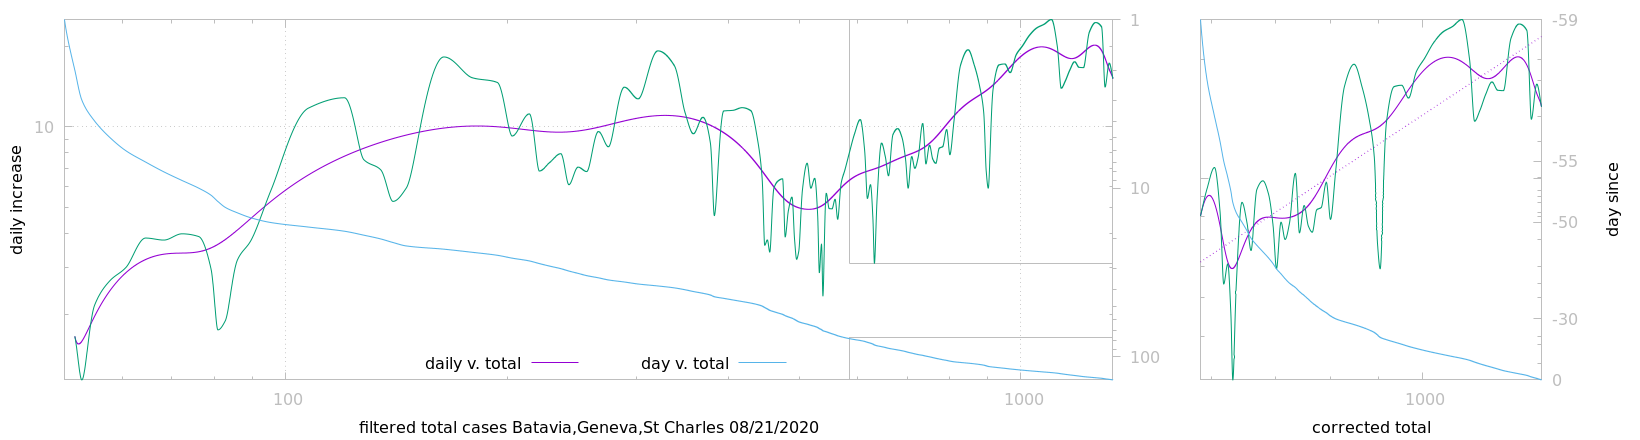 1
-59
10
daily increase
-55
10
-50
day since
-30
daily v. total
day v. total
100
0
100
1000
1000
filtered total cases Batavia,Geneva,St Charles 08/21/2020
corrected total